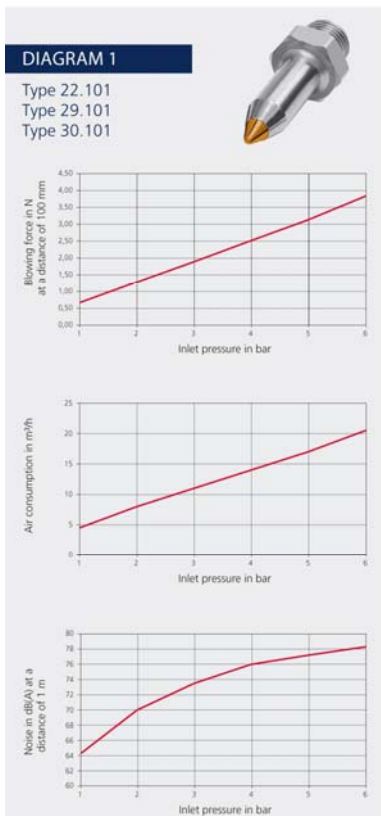 DIAGRAM 1
Type 22.101
Type 29.101
Type 30.101
Blowing force in N
at a distance of 100 mm
4,50
4,00
3,50
3,00
2,50
2,00
1,50
1,00
0,50
0,00
1 2 3 4 5 6
Inlet pressure in bar
Air consumption in m³/h
25
20
15
10
5
0
1 2 3 4 5 6
Inlet pressure in bar
Noise in dB(A) at a
distance of 1 m
80
78
76
74
72
70
68
66
64
62
60
1 2 3 4 5 6
Inlet pressure in bar